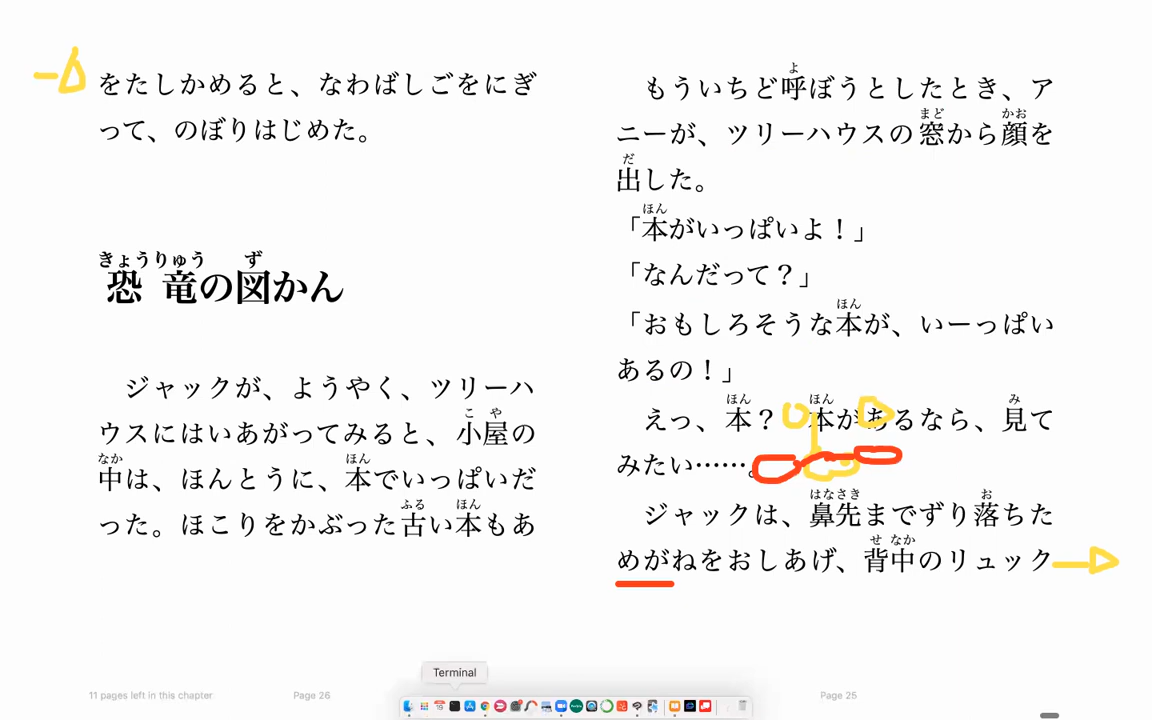 よ
もういちど呼ぼうとしたとき、ア
まど かお
ニーが、ツリーハウスの窓から顔を
だ
出した。
ほん
「本がいっぱいよ！」
「なんだって？」
ほん
「おもしろそうな本が、いーっぱい
あるの！」
ほん ほん み
えっ、本？ 本があるなら、見て
みたい……。
はなさき お
ジャックは、鼻先までずり落ちた
せ なか
めがねをおしあげ、背中のリュック
Page 25
をたしかめると、なわばしごをにぎ
って、のぼりはじめた。
きょうりゅう ず
恐竜の図かん
ジャックが、ようやく、ツリーハ
こ や
ウスにはいあがってみると、小屋の
なか ほん
中は、ほんとうに、本でいっぱいだ
ふる ほん
った。ほこりをかぶった古い本もあ
11 pages left in this chapter
Page 26
Terminal